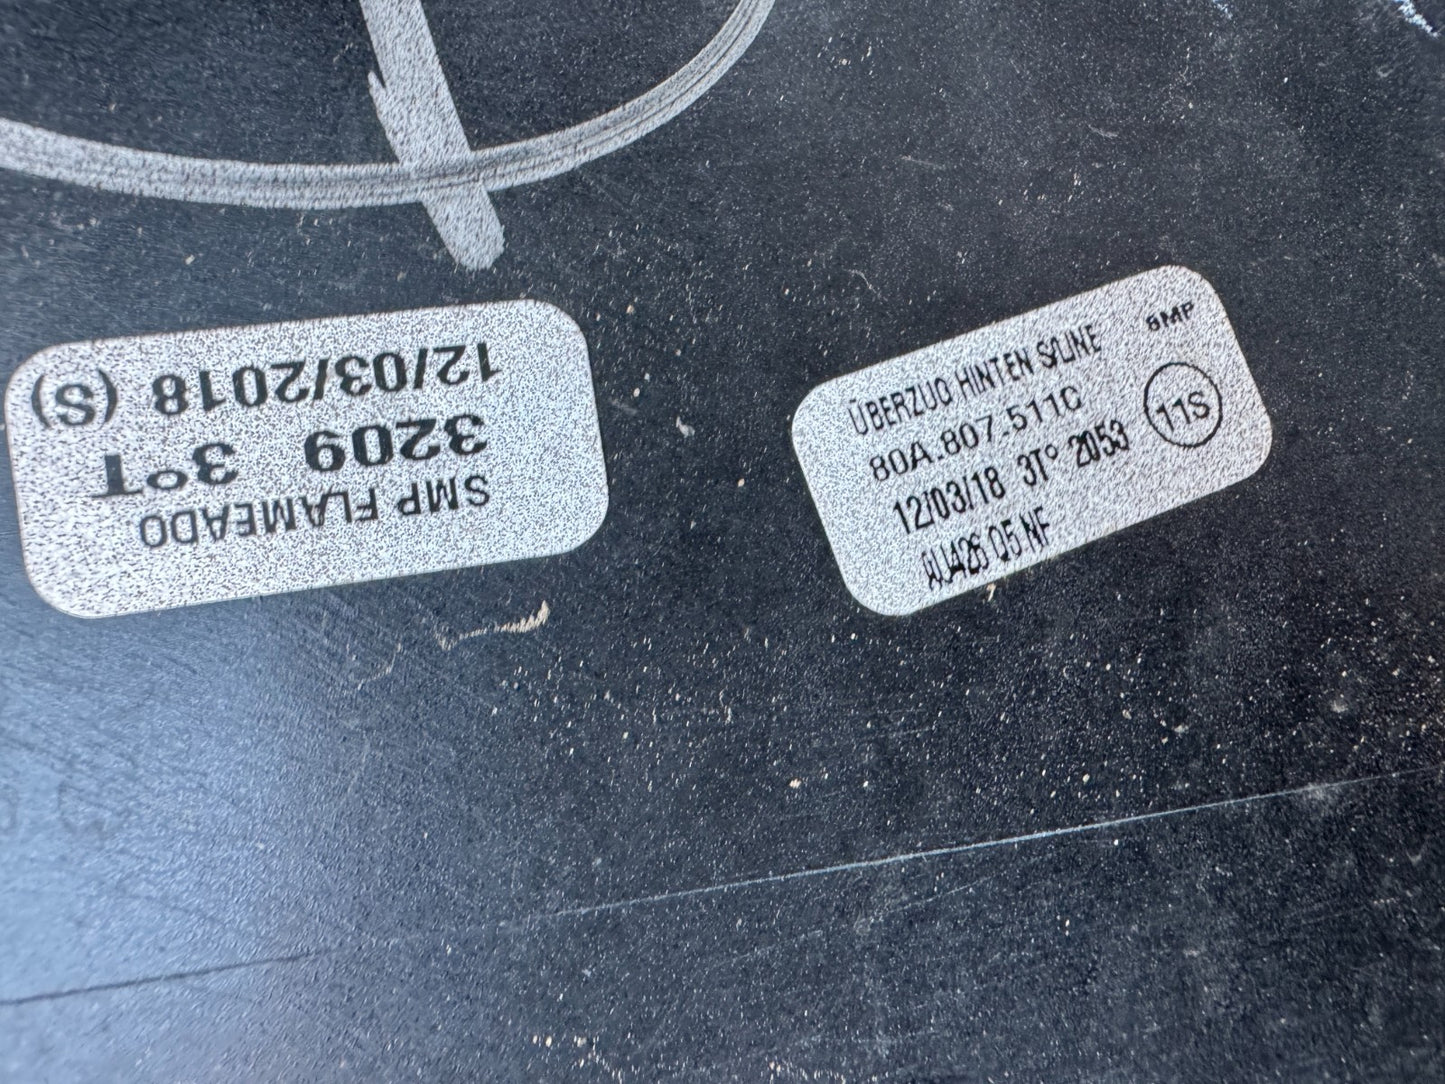 12/03/2018 (S)
3209 3°T
SMP FLAMEADO
SMP
ÜBERZUG HINTEN S/LINE
80A.807.511C
12/03/18 3T° 2053
11S
AU426 Q5 NF